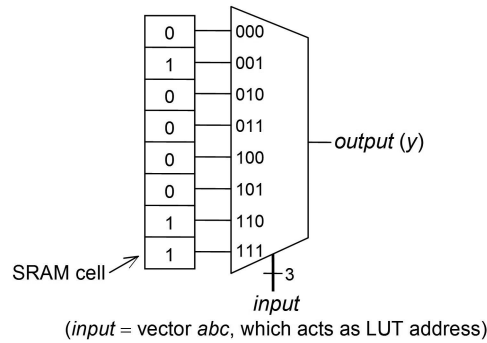 0 000
1 001
0 010
0 011
0 100
0 101
1 110
1 111
output (y)
SRAM cell
3
input
(input = vector abc, which acts as LUT address)